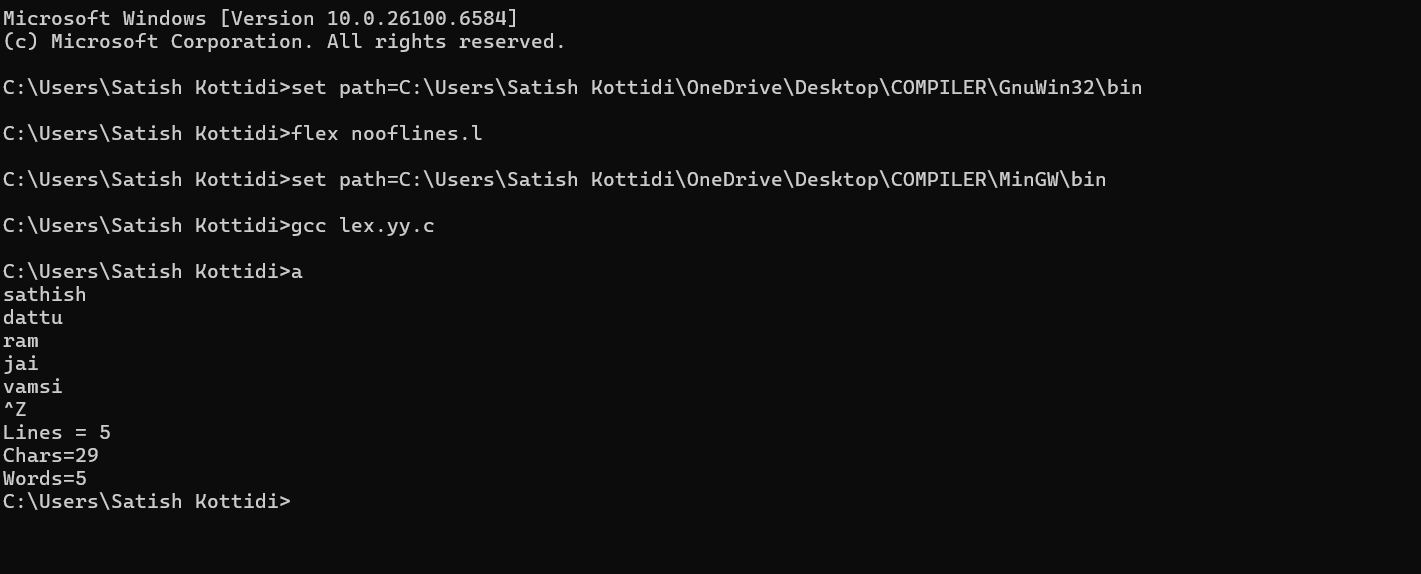 Microsoft Windows [Version 10.0.26100.6584]
(c) Microsoft Corporation. All rights reserved.
C:\Users\Satish Kottidi>set path=C:\Users\Satish Kottidi\OneDrive\Desktop\COMPILER\GnuWin32\bin
C:\Users\Satish Kottidi>flex nooflines.l
C:\Users\Satish Kottidi>set path=C:\Users\Satish Kottidi\OneDrive\Desktop\COMPILER\MinGW\bin
C:\Users\Satish Kottidi>gcc lex.yy.c
C:\Users\Satish Kottidi>a
sathish
dattu
ram
jai
vamsi
^Z
Lines = 5
Chars=29
Words=5
C:\Users\Satish Kottidi>